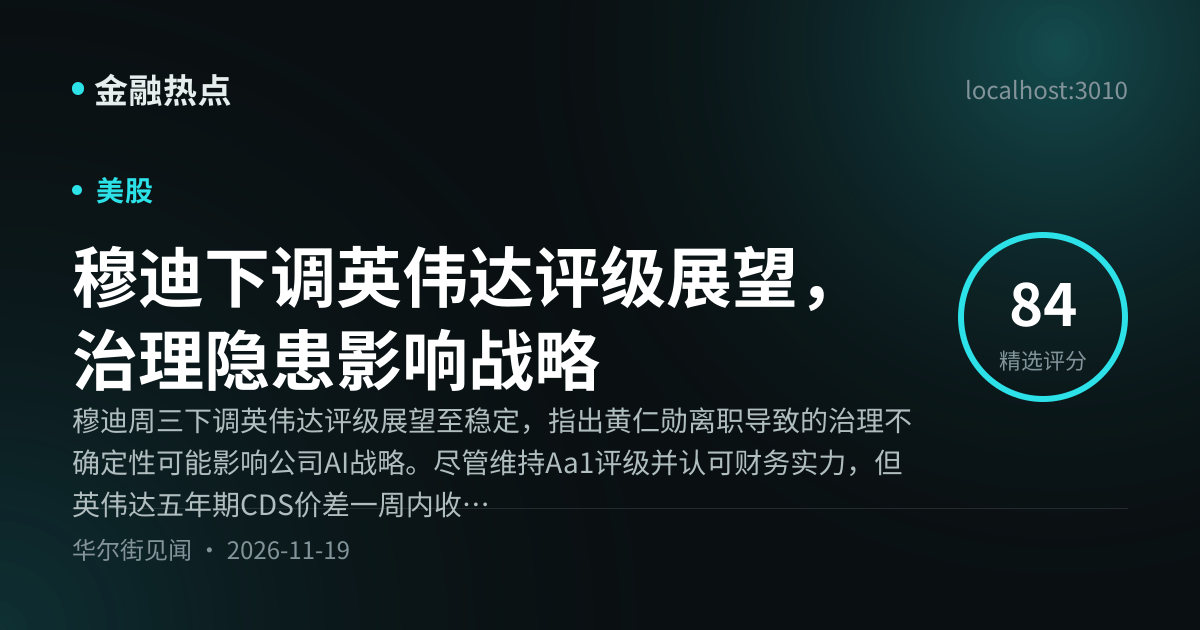 金融热点
localhost:3010
美股
穆迪下调英伟达评级展望，
治理隐患影响战略
84
精选评分
穆迪周三下调英伟达评级展望至稳定，指出黄仁勋离职导致的治理不
确定性可能影响公司AI战略。尽管维持Aa1评级并认可财务实力，但
英伟达五年期CDS价差一周内收…
华尔街见闻 · 2026-11-19